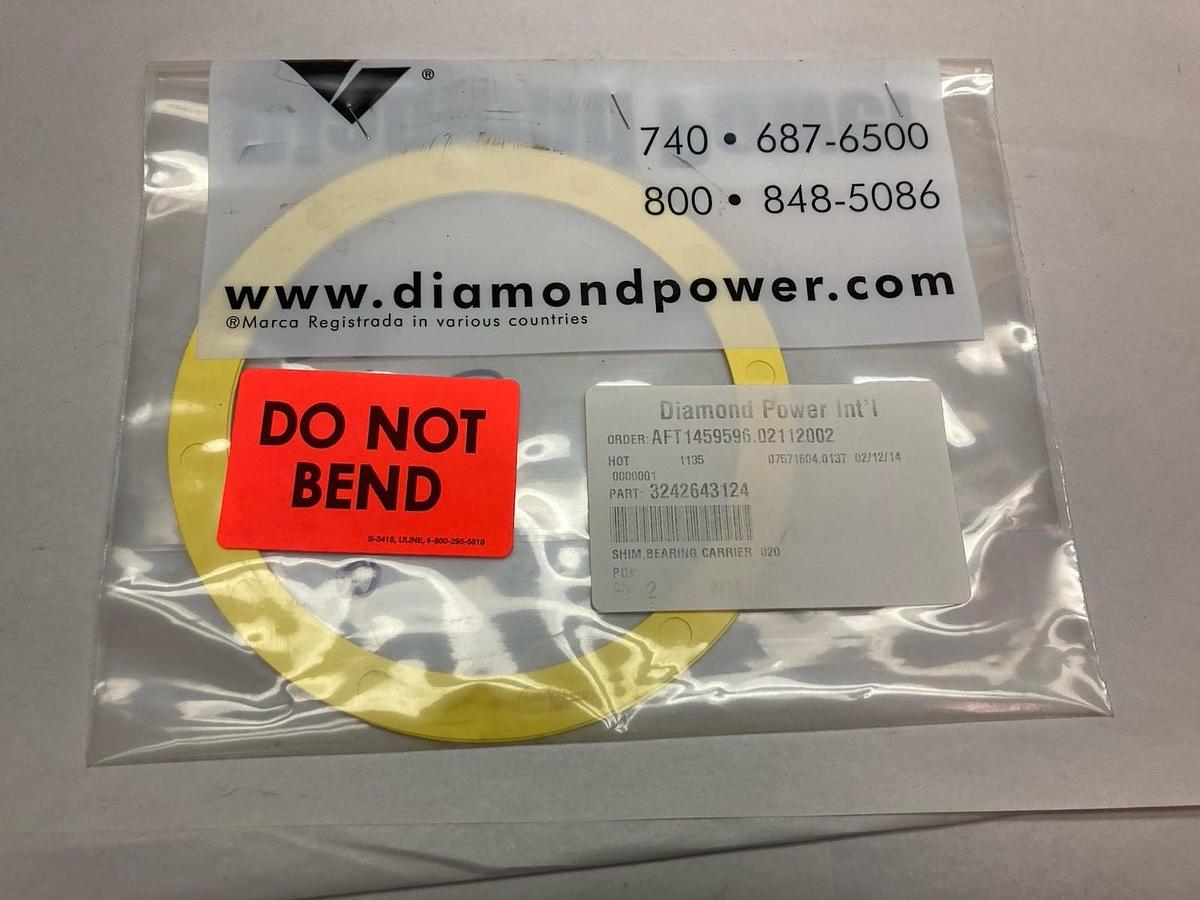 ®
740 • 687-6500
800 • 848-5086
www.diamondpower.com
®Marca Registrada in various countries
DO NOT
BEND
S-3418, ULINE, 1-800-295-5510
Diamond Power Int'l
ORDER: AFT1459596.02112002
HOT 1135 07571604.0137 02/12/14
0000001
PART: 3242643124
SHIM,BEARING CARRIER 020
PO#:
Qty: 2